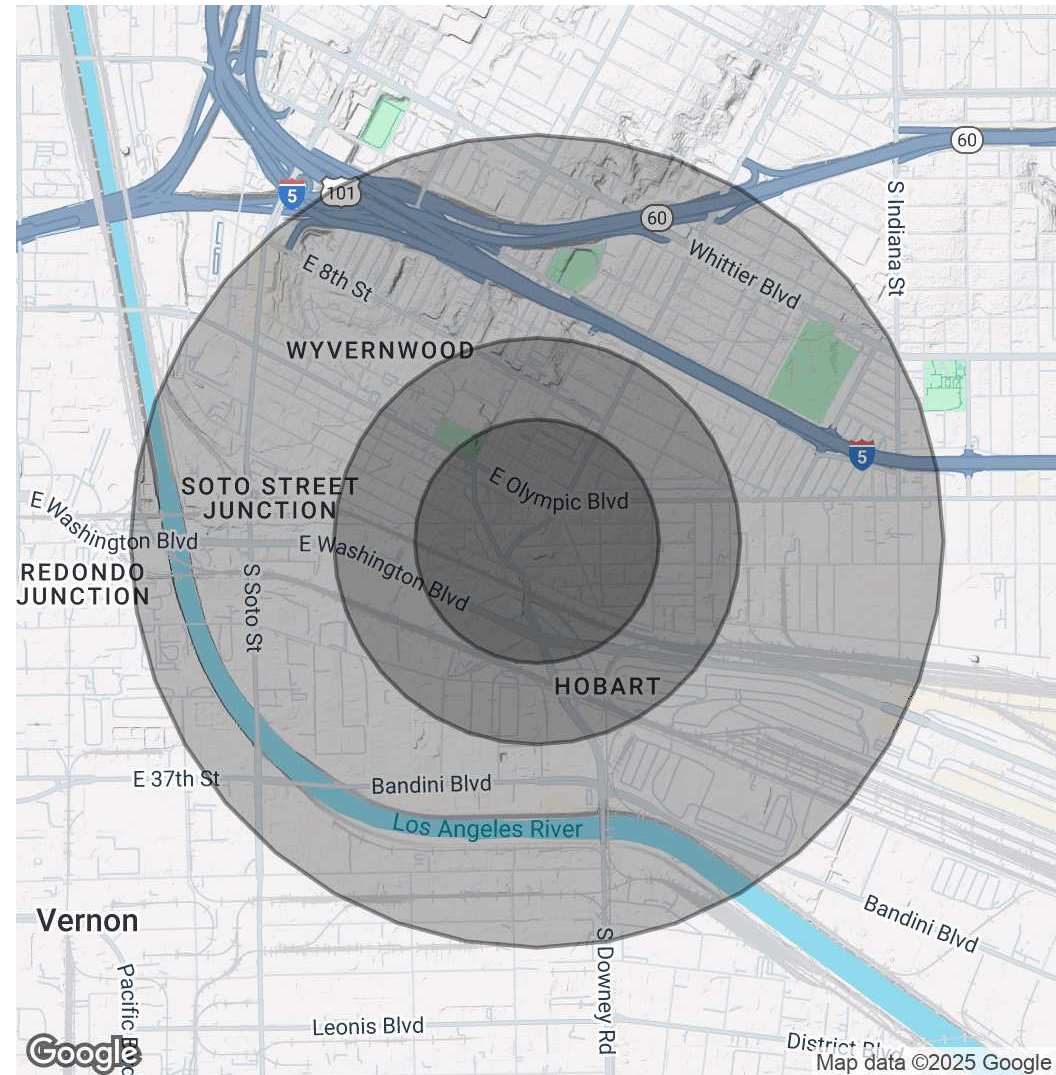 60
5
101
60
S Indiana St
E 8th St
Whittier Blvd
WYVERNWOOD
5
E Olympic Blvd
SOTO STREET
JUNCTION
E Washington Blvd
E Washington Blvd
REDONDO
JUNCTION
S Soto St
HOBART
E 37th St
Bandini Blvd
Los Angeles River
Vernon
Bandini Blvd
S Downey Rd
Pacific
Leonis Blvd
District Blvd
Google
Map data ©2025 Google